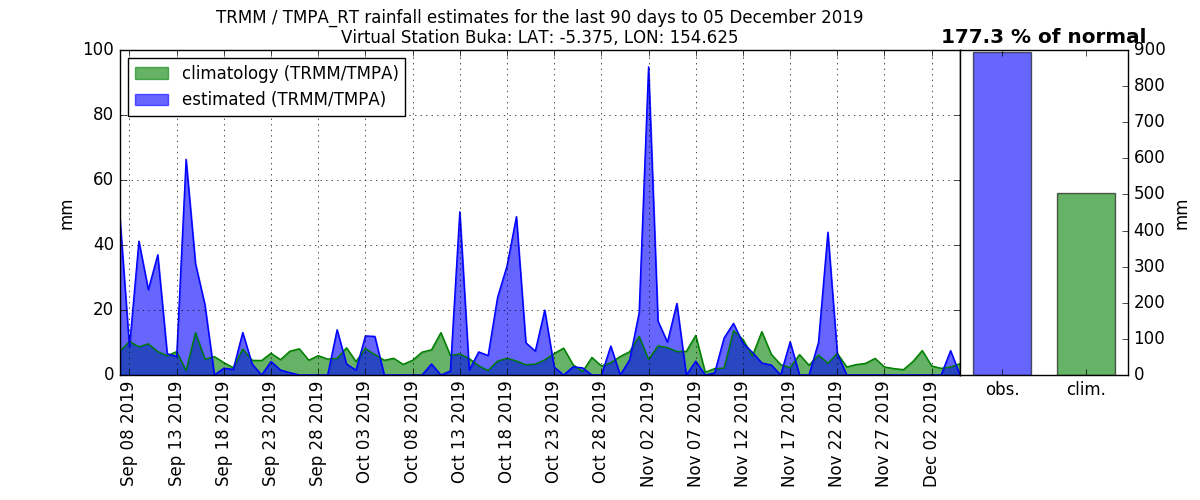 TRMM / TMPA_RT rainfall estimates for the last 90 days to 05 December 2019
Virtual Station Buka: LAT: -5.375, LON: 154.625
177.3 % of normal
climatology (TRMM/TMPA)
estimated (TRMM/TMPA)
mm
100
80
60
40
20
0
Sep 08 2019
Sep 13 2019
Sep 18 2019
Sep 23 2019
Sep 28 2019
Oct 03 2019
Oct 08 2019
Oct 13 2019
Oct 18 2019
Oct 23 2019
Oct 28 2019
Nov 02 2019
Nov 07 2019
Nov 12 2019
Nov 17 2019
Nov 22 2019
Nov 27 2019
Dec 02 2019
900
800
700
600
500
400
300
200
100
0
mm
obs.
clim.